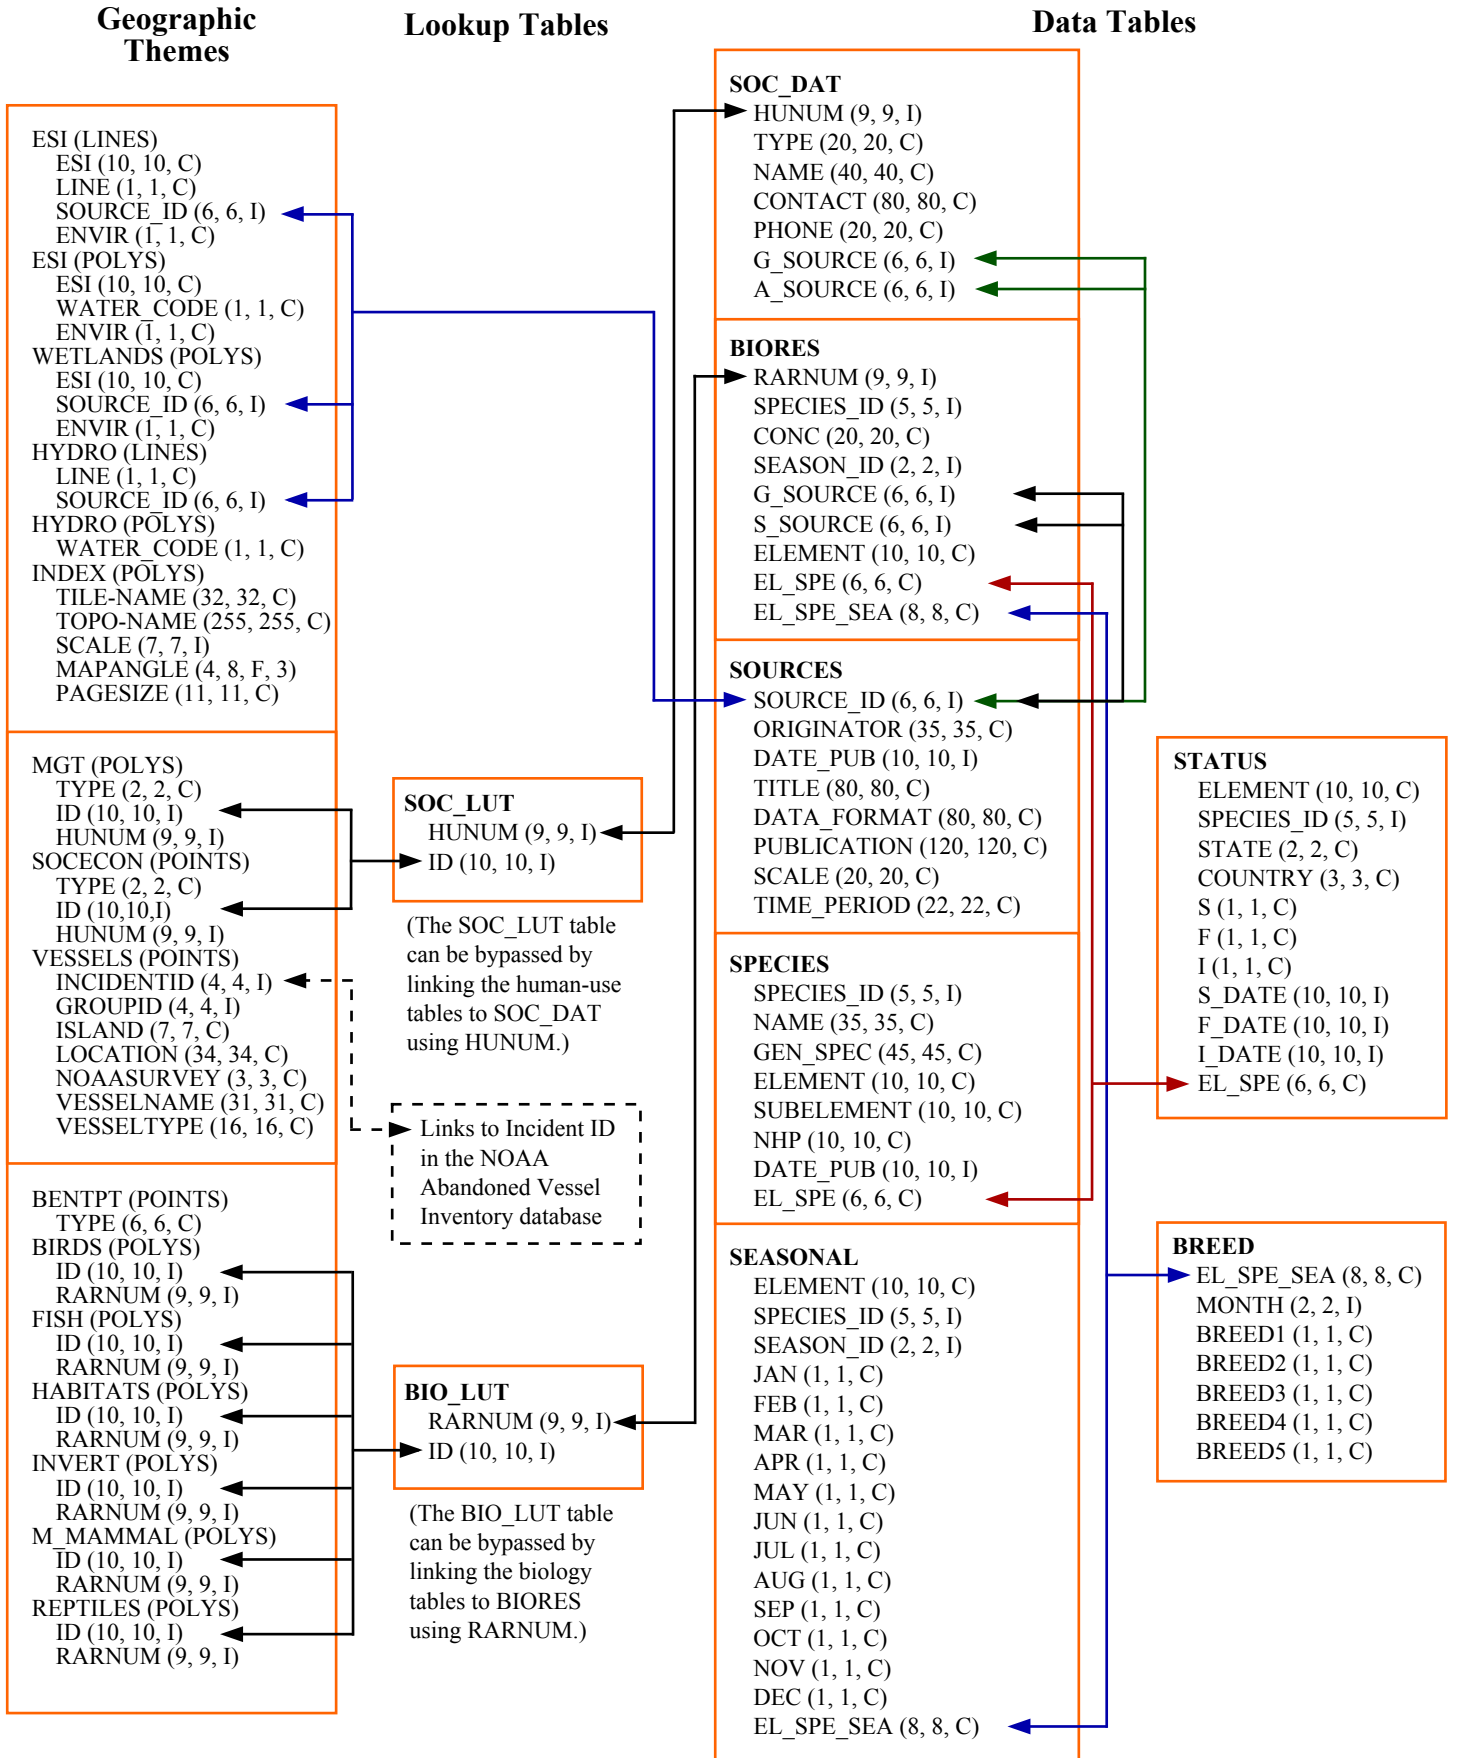 Geographic
Themes
Lookup Tables
Data Tables
ESI (LINES)
ESI (10, 10, C)
LINE (1, 1, C)
SOURCE_ID (6, 6, I)
ENVIR (1, 1, C)
ESI (POLYS)
ESI (10, 10, C)
WATER_CODE (1, 1, C)
ENVIR (1, 1, C)
WETLANDS (POLYS)
ESI (10, 10, C)
SOURCE_ID (6, 6, I)
ENVIR (1, 1, C)
HYDRO (LINES)
LINE (1, 1, C)
SOURCE_ID (6, 6, I)
HYDRO (POLYS)
WATER_CODE (1, 1, C)
INDEX (POLYS)
TILE-NAME (32, 32, C)
TOPO-NAME (255, 255, C)
SCALE (7, 7, I)
MAPANGLE (4, 8, F, 3)
PAGESIZE (11, 11, C)
MGT (POLYS)
TYPE (2, 2, C)
ID (10, 10, I)
HUNUM (9, 9, I)
SOCECON (POINTS)
TYPE (2, 2, C)
ID (10,10,I)
HUNUM (9, 9, I)
VESSELS (POINTS)
INCIDENTID (4, 4, I)
GROUPID (4, 4, I)
ISLAND (7, 7, C)
LOCATION (34, 34, C)
NOAASURVEY (3, 3, C)
VESSELNAME (31, 31, C)
VESSELTYPE (16, 16, C)
BENTPT (POINTS)
TYPE (6, 6, C)
BIRDS (POLYS)
ID (10, 10, I)
RARNUM (9, 9, I)
FISH (POLYS)
ID (10, 10, I)
RARNUM (9, 9, I)
HABITATS (POLYS)
ID (10, 10, I)
RARNUM (9, 9, I)
INVERT (POLYS)
ID (10, 10, I)
RARNUM (9, 9, I)
M_MAMMAL (POLYS)
ID (10, 10, I)
RARNUM (9, 9, I)
REPTILES (POLYS)
ID (10, 10, I)
RARNUM (9, 9, I)
SOC_LUT
HUNUM (9, 9, I)
ID (10, 10, I)
(The SOC_LUT table
can be bypassed by
linking the human-use
tables to SOC_DAT
using HUNUM.)
Links to Incident ID
in the NOAA
Abandoned Vessel
Inventory database
BIO_LUT
RARNUM (9, 9, I)
ID (10, 10, I)
(The BIO_LUT table
can be bypassed by
linking the biology
tables to BIORES
using RARNUM.)
SOC_DAT
HUNUM (9, 9, I)
TYPE (20, 20, C)
NAME (40, 40, C)
CONTACT (80, 80, C)
PHONE (20, 20, C)
G_SOURCE (6, 6, I)
A_SOURCE (6, 6, I)
BIORES
RARNUM (9, 9, I)
SPECIES_ID (5, 5, I)
CONC (20, 20, C)
SEASON_ID (2, 2, I)
G_SOURCE (6, 6, I)
S_SOURCE (6, 6, I)
ELEMENT (10, 10, C)
EL_SPE (6, 6, C)
EL_SPE_SEA (8, 8, C)
SOURCES
SOURCE_ID (6, 6, I)
ORIGINATOR (35, 35, C)
DATE_PUB (10, 10, I)
TITLE (80, 80, C)
DATA_FORMAT (80, 80, C)
PUBLICATION (120, 120, C)
SCALE (20, 20, C)
TIME_PERIOD (22, 22, C)
SPECIES
SPECIES_ID (5, 5, I)
NAME (35, 35, C)
GEN_SPEC (45, 45, C)
ELEMENT (10, 10, C)
SUBELEMENT (10, 10, C)
NHP (10, 10, C)
DATE_PUB (10, 10, I)
EL_SPE (6, 6, C)
SEASONAL
ELEMENT (10, 10, C)
SPECIES_ID (5, 5, I)
SEASON_ID (2, 2, I)
JAN (1, 1, C)
FEB (1, 1, C)
MAR (1, 1, C)
APR (1, 1, C)
MAY (1, 1, C)
JUN (1, 1, C)
JUL (1, 1, C)
AUG (1, 1, C)
SEP (1, 1, C)
OCT (1, 1, C)
NOV (1, 1, C)
DEC (1, 1, C)
EL_SPE_SEA (8, 8, C)
STATUS
ELEMENT (10, 10, C)
SPECIES_ID (5, 5, I)
STATE (2, 2, C)
COUNTRY (3, 3, C)
S (1, 1, C)
F (1, 1, C)
I (1, 1, C)
S_DATE (10, 10, I)
F_DATE (10, 10, I)
I_DATE (10, 10, I)
EL_SPE (6, 6, C)
BREED
EL_SPE_SEA (8, 8, C)
MONTH (2, 2, I)
BREED1 (1, 1, C)
BREED2 (1, 1, C)
BREED3 (1, 1, C)
BREED4 (1, 1, C)
BREED5 (1, 1, C)